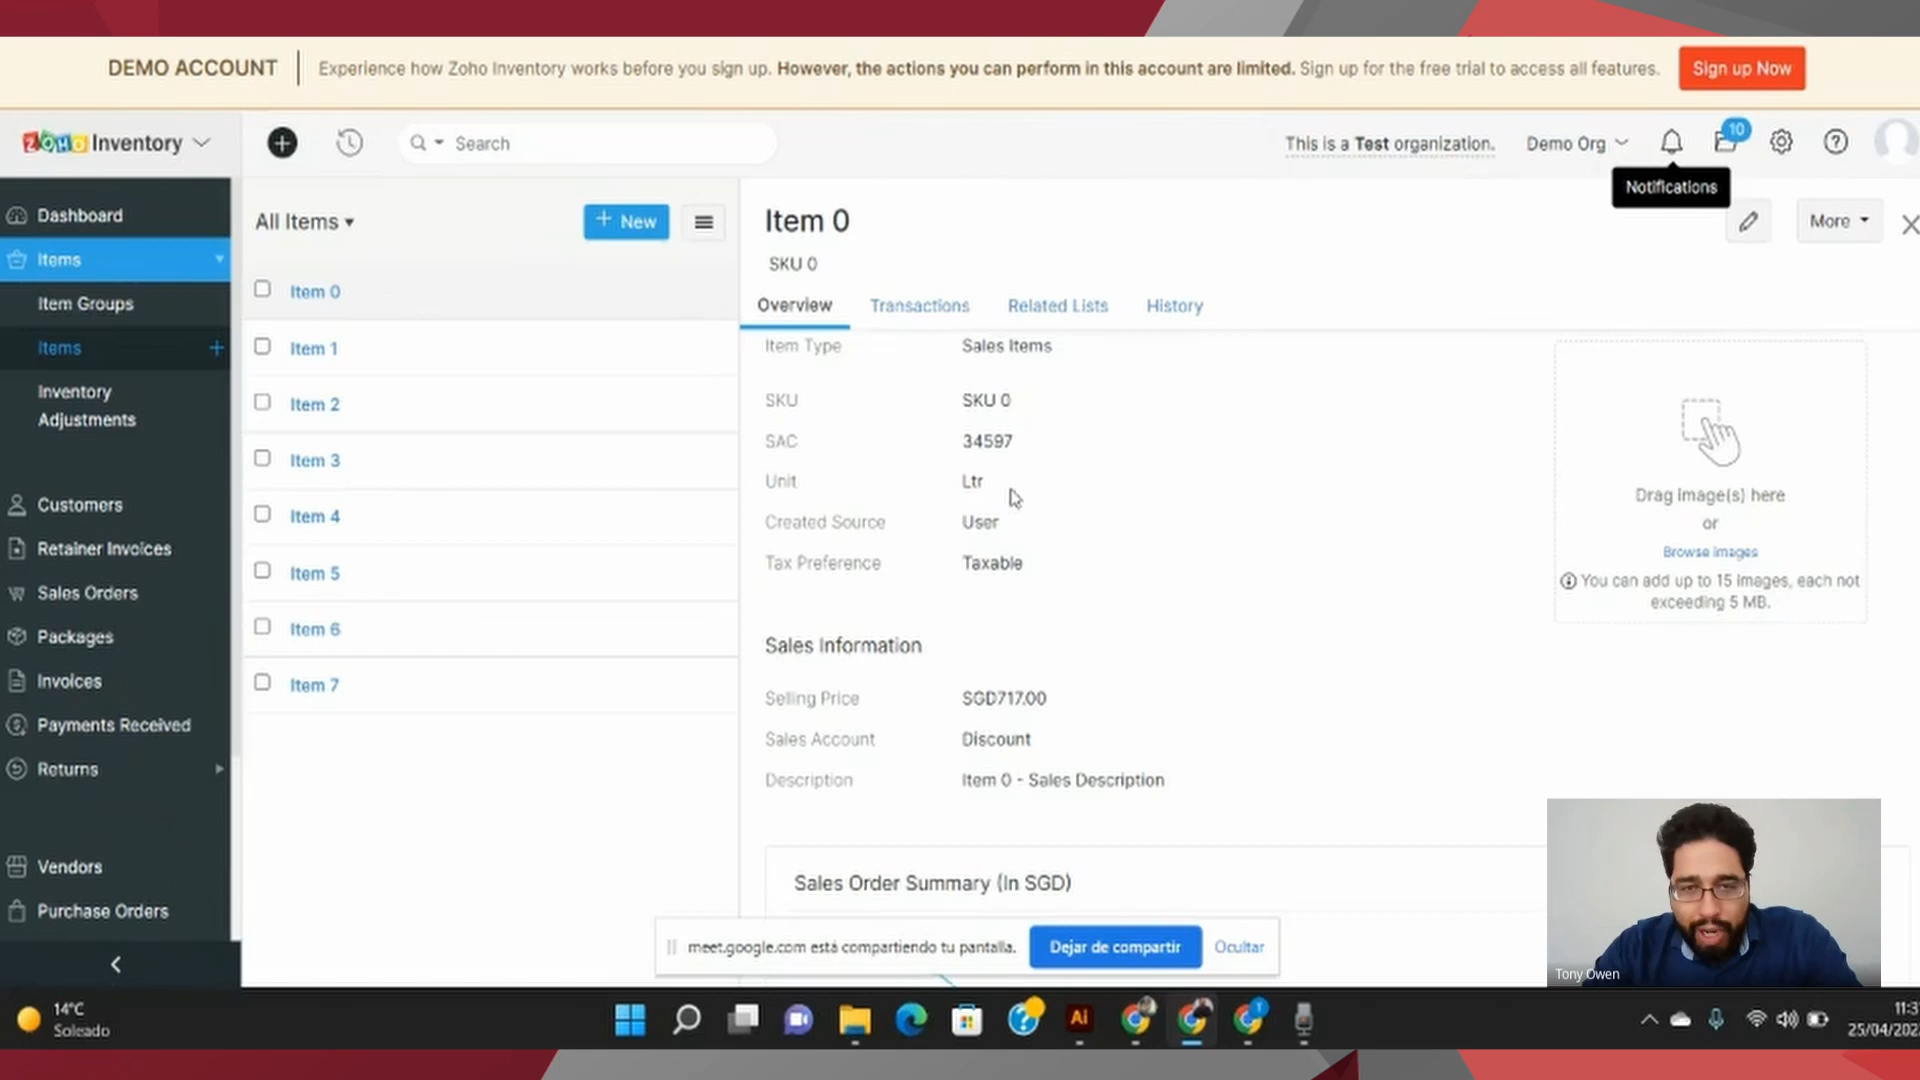 DEMO ACCOUNT
Experience how Zoho Inventory works before you sign up. However, the actions you can perform in this account are limited. Sign up for the free trial to access all features.
Sign up Now
ZOHO Inventory
Search
This is a Test organization.
Demo Org
10
Notifications
Dashboard
Items
Item Groups
Items
Inventory
Adjustments
Customers
Retainer Invoices
Sales Orders
Packages
Invoices
Payments Received
Returns
Vendors
Purchase Orders
All Items
+ New
Item 0
Item 1
Item 2
Item 3
Item 4
Item 5
Item 6
Item 7
Item 0
SKU 0
More
Overview
Transactions
Related Lists
History
Item Type Sales Items
SKU SKU 0
SAC 34597
Unit Ltr
Created Source User
Tax Preference Taxable
Drag image(s) here
or
Browse images
You can add up to 15 images, each not
exceeding 5 MB.
Sales Information
Selling Price SGD717.00
Sales Account Discount
Description Item 0 - Sales Description
Sales Order Summary (In SGD)
meet.google.com está compartiendo tu pantalla.
Dejar de compartir
Ocultar
Tony Owen
14°C
Soleado
Ai
11:3
25/04/202